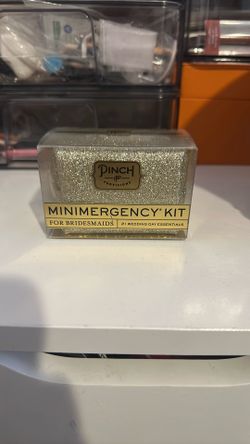 PINCH
PROVISIONS
MINIMERGENCY® KIT
FOR BRIDESMAIDS
21 WEDDING DAY ESSENTIALS